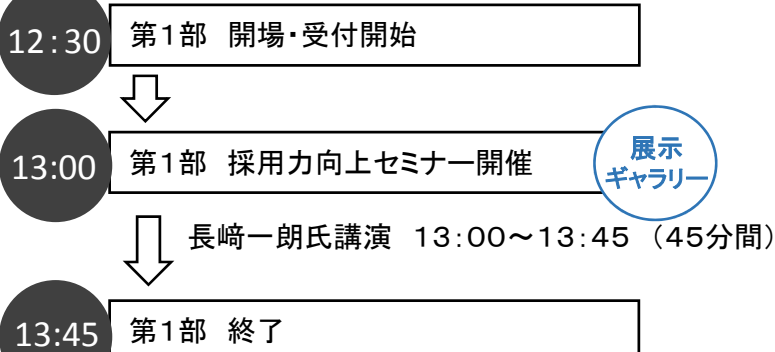 12:30 第1部 開場・受付開始
13:00 第1部 採用力向上セミナー開催
展示
ギャラリー
長﨑一朗氏講演 13:00～13:45 （45分間）
13:45 第1部 終了